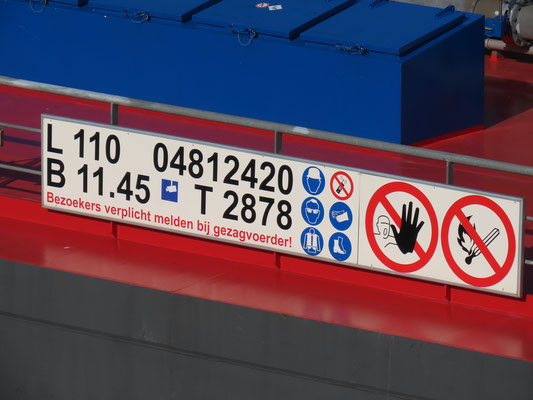 L 110 04812420
B 11.45 T 2878
Bezoekers verplicht melden bij gezagvoerder!